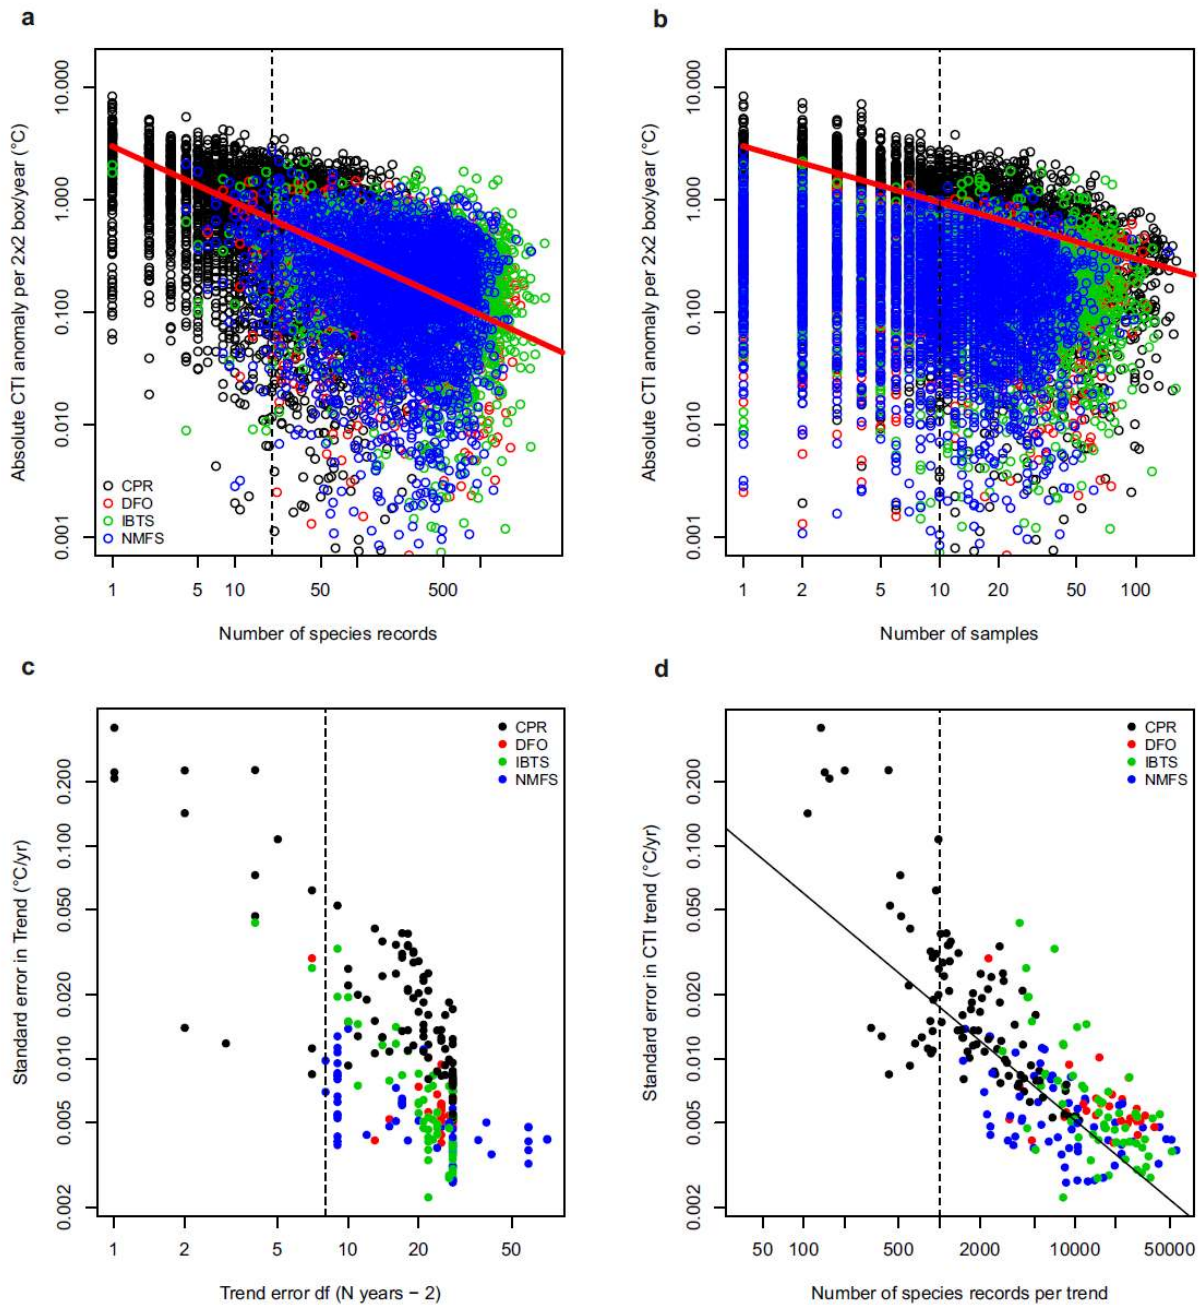 a
Absolute CTI anomaly per 2x2 box/year (°C)
10.000
1.000
0.100
0.010
0.001
CPR
DFO
IBTS
NMFS
1 5 10 50 500
Number of species records
b
Absolute CTI anomaly per 2x2 box/year (°C)
10.000
1.000
0.100
0.010
0.001
1 2 5 10 20 50 100
Number of samples
c
Standard error in Trend (°C/yr)
0.200
0.100
0.050
0.020
0.010
0.005
0.002
CPR
DFO
IBTS
NMFS
1 2 5 10 20 50
Trend error df (N years − 2)
d
Standard error in CTI trend (°C/yr)
0.200
0.100
0.050
0.020
0.010
0.005
0.002
CPR
DFO
IBTS
NMFS
50 100 500 2000 10000 50000
Number of species records per trend